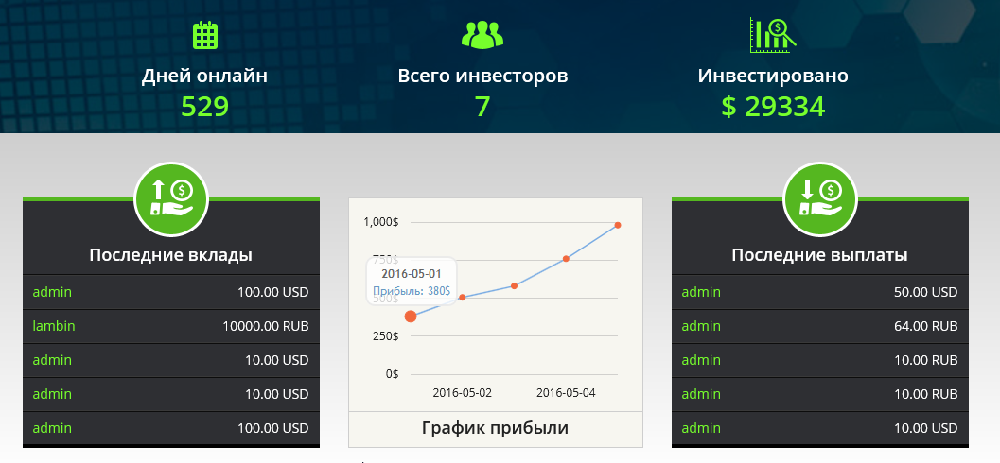 Дней онлайн
529
Всего инвесторов
7
Инвестировано
$ 29334
Последние вклады
admin 100.00 USD
lambin 10000.00 RUB
admin 10.00 USD
admin 10.00 USD
admin 100.00 USD
1,000$
750$
2016-05-01
Прибыль: 380$
500$
250$
0$
2016-05-02 2016-05-04
График прибыли
Последние выплаты
admin 50.00 USD
admin 64.00 RUB
admin 10.00 RUB
admin 10.00 RUB
admin 10.00 USD